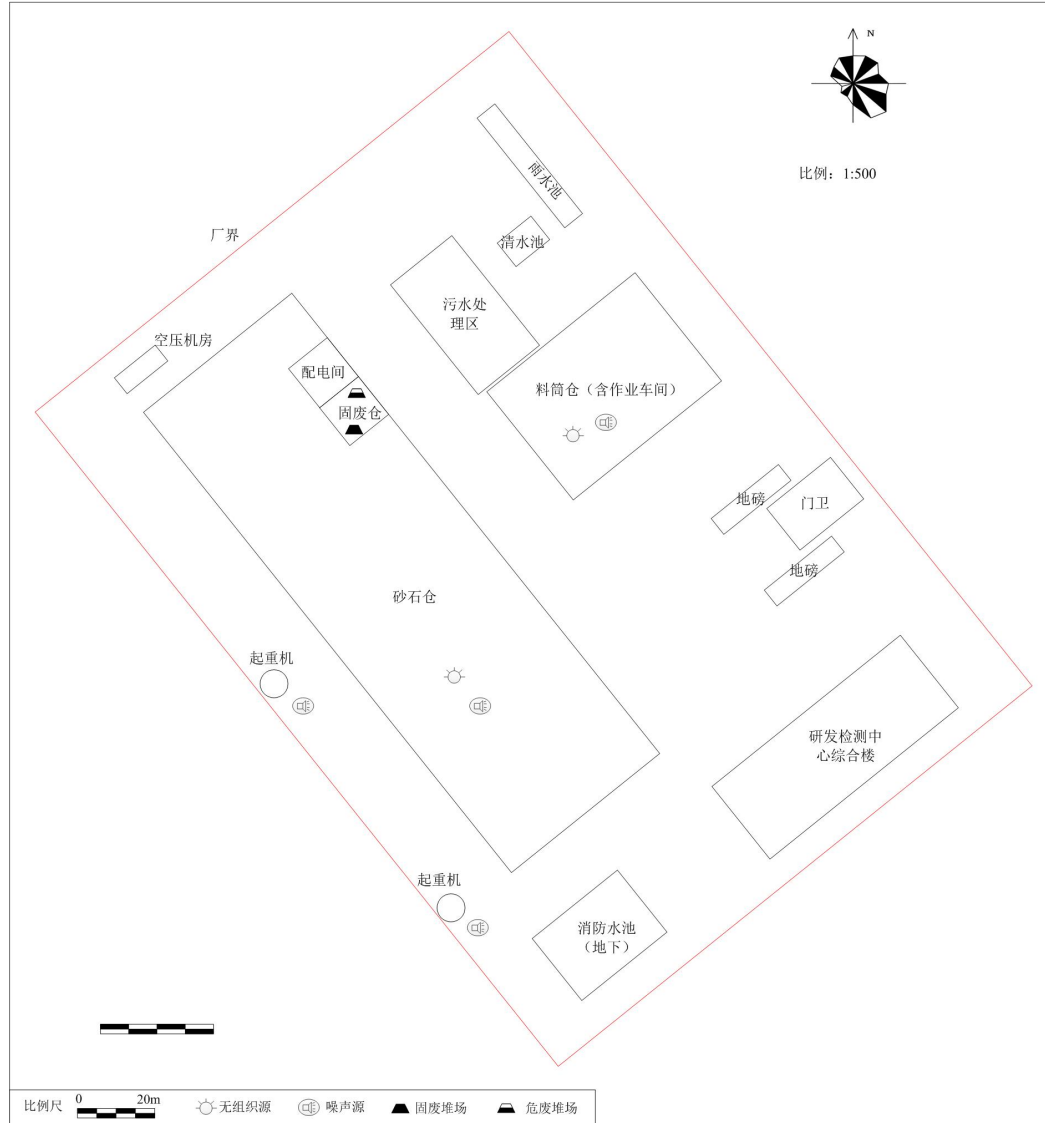 N
比例：1:500
雨水池
清水池
厂界
污水处
理区
空压机房
配电间
固废仓
料筒仓（含作业车间）
地磅
门卫
地磅
砂石仓
起重机
研发检测中
心综合楼
起重机
消防水池
（地下）
比例尺 0 20m 无组织源 噪声源 固废堆场 危废堆场